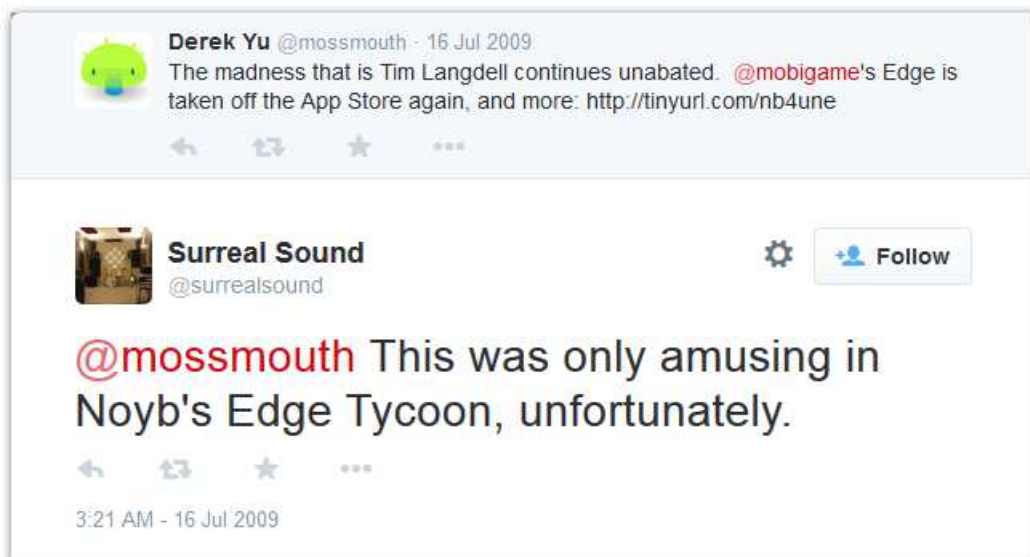 Derek Yu @mossmouth · 16 Jul 2009
The madness that is Tim Langdell continues unabated. @mobigame's Edge is
taken off the App Store again, and more: http://tinyurl.com/nb4une
Surreal Sound
@surrealsound
Follow
@mossmouth This was only amusing in
Noyb's Edge Tycoon, unfortunately.
3:21 AM - 16 Jul 2009